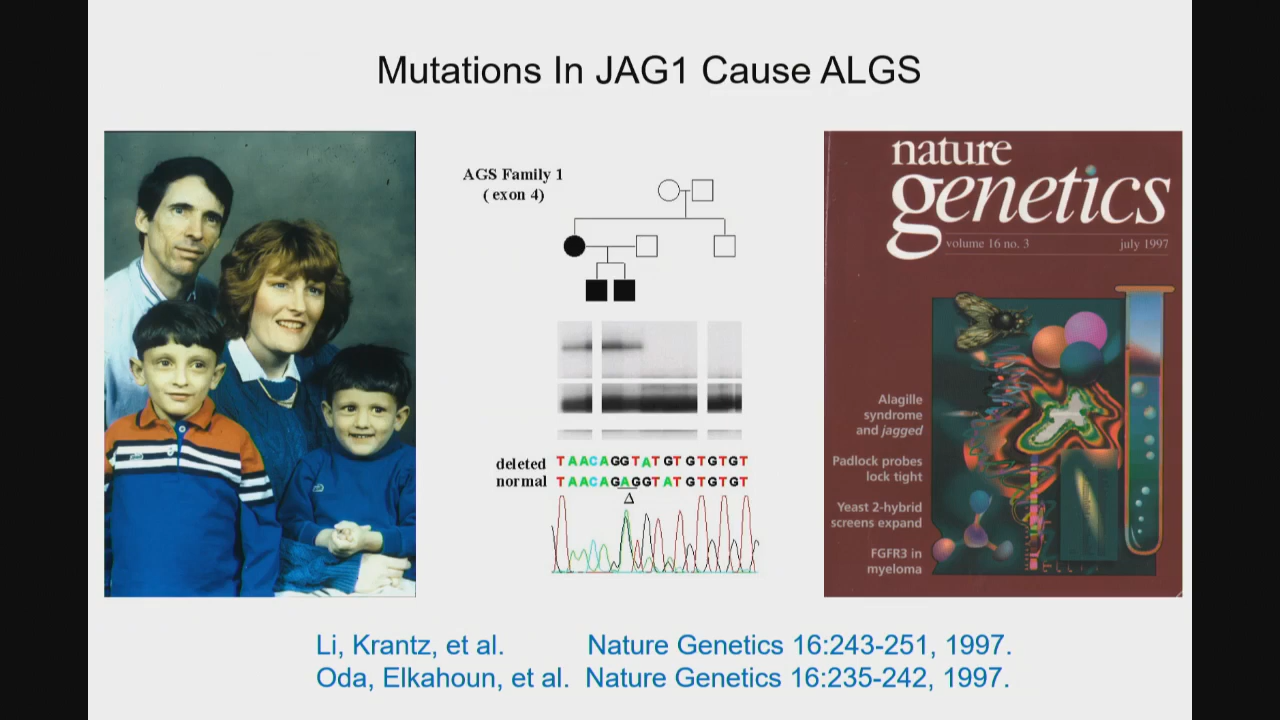 Mutations In JAG1 Cause ALGS
AGS Family 1
( exon 4)
deleted TAACAGGTATGTGTGTGT
normal TAACAGAGGTATGTGTGT
Δ
nature
genetics
volume 16 no. 3 july 1997
Alagille
syndrome
and jagged
Padlock probes
lock tight
Yeast 2-hybrid
screens expand
FGFR3 in
myeloma
Li, Krantz, et al. Nature Genetics 16:243-251, 1997.
Oda, Elkahoun, et al. Nature Genetics 16:235-242, 1997.